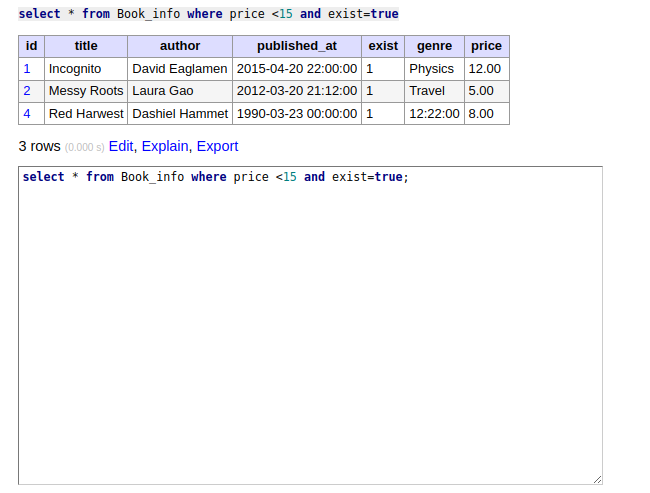 select * from Book_info where price <15 and exist=true
id title author published_at exist genre price
1 Incognito David Eaglamen 2015-04-20 22:00:00 1 Physics 12.00
2 Messy Roots Laura Gao 2012-03-20 21:12:00 1 Travel 5.00
4 Red Harwest Dashiel Hammet 1990-03-23 00:00:00 1 12:22:00 8.00
3 rows (0.000 s) Edit, Explain, Export
select * from Book_info where price <15 and exist=true;